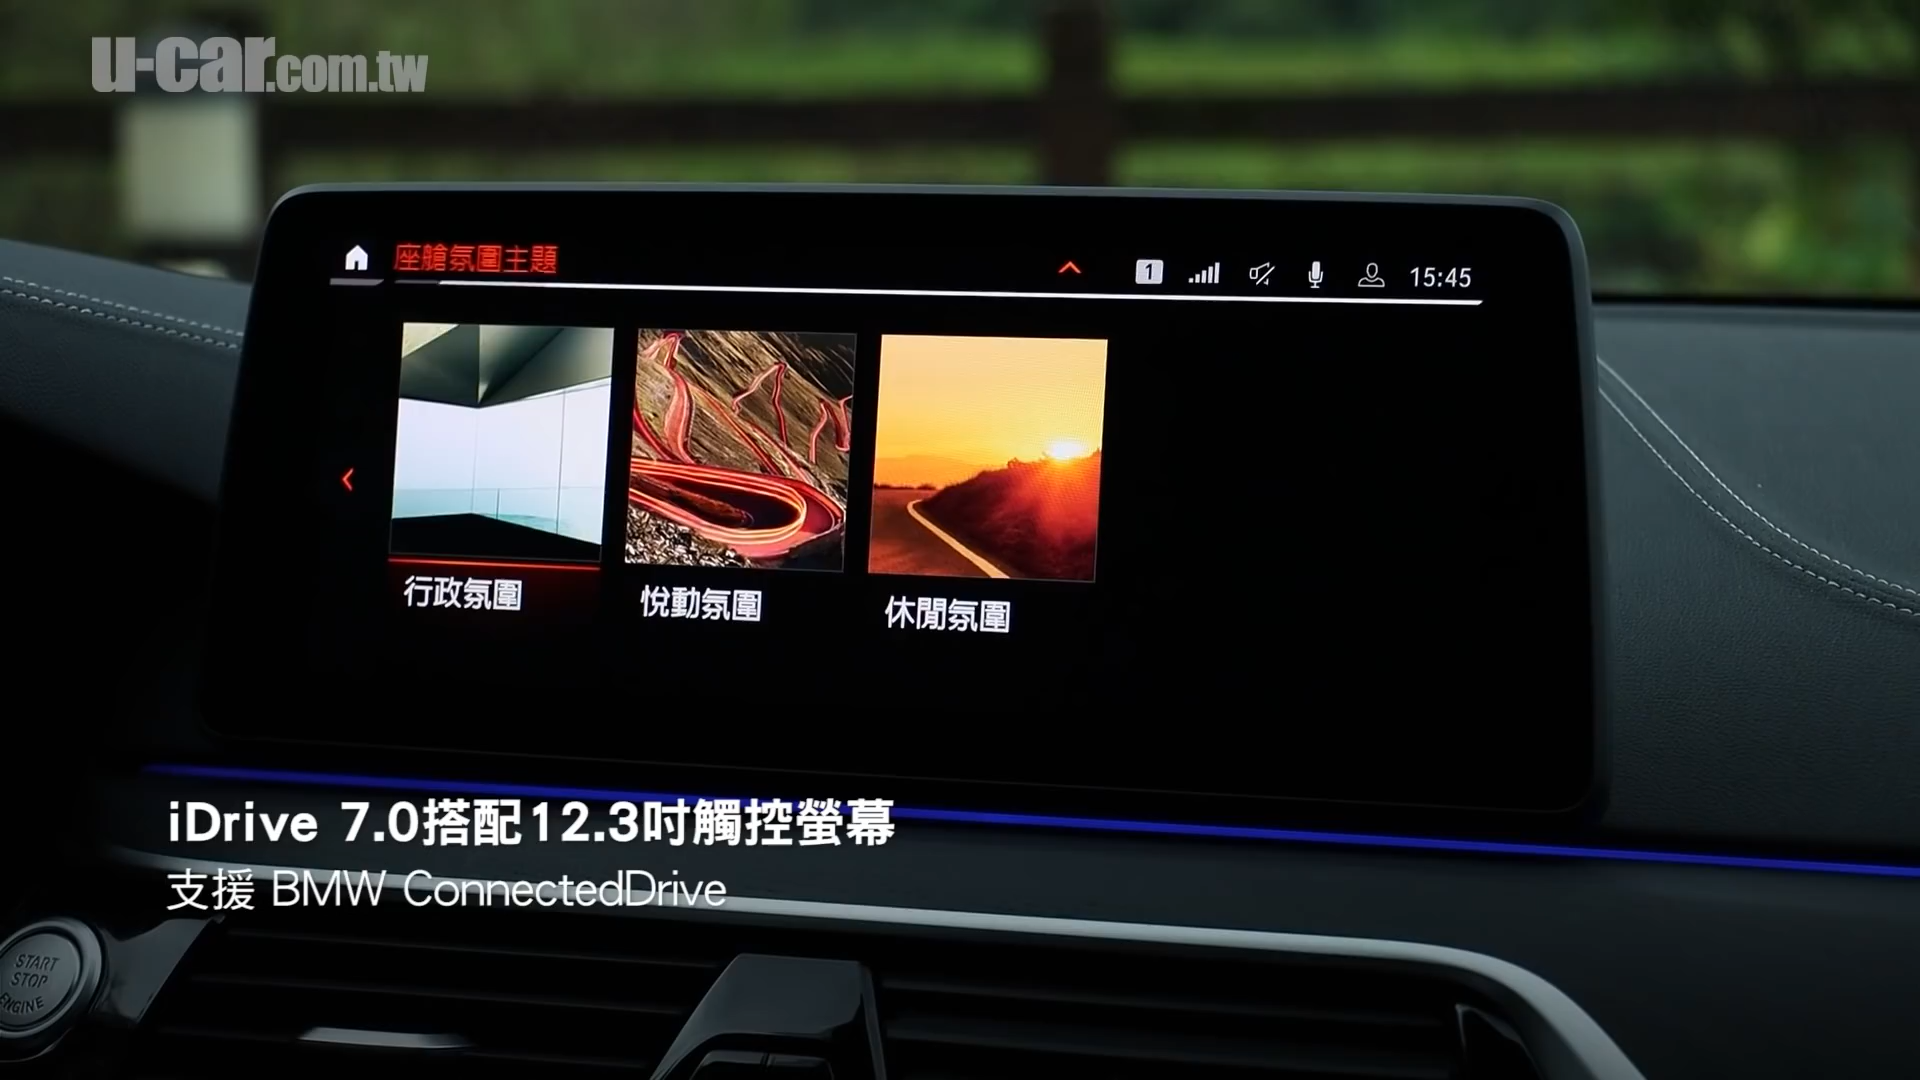 u-car.com.tw
座艙氛圍主題
1
15:45
行政氛圍
悅動氛圍
休閒氛圍
iDrive 7.0搭配12.3吋觸控螢幕
支援 BMW ConnectedDrive
START
STOP
ENGINE